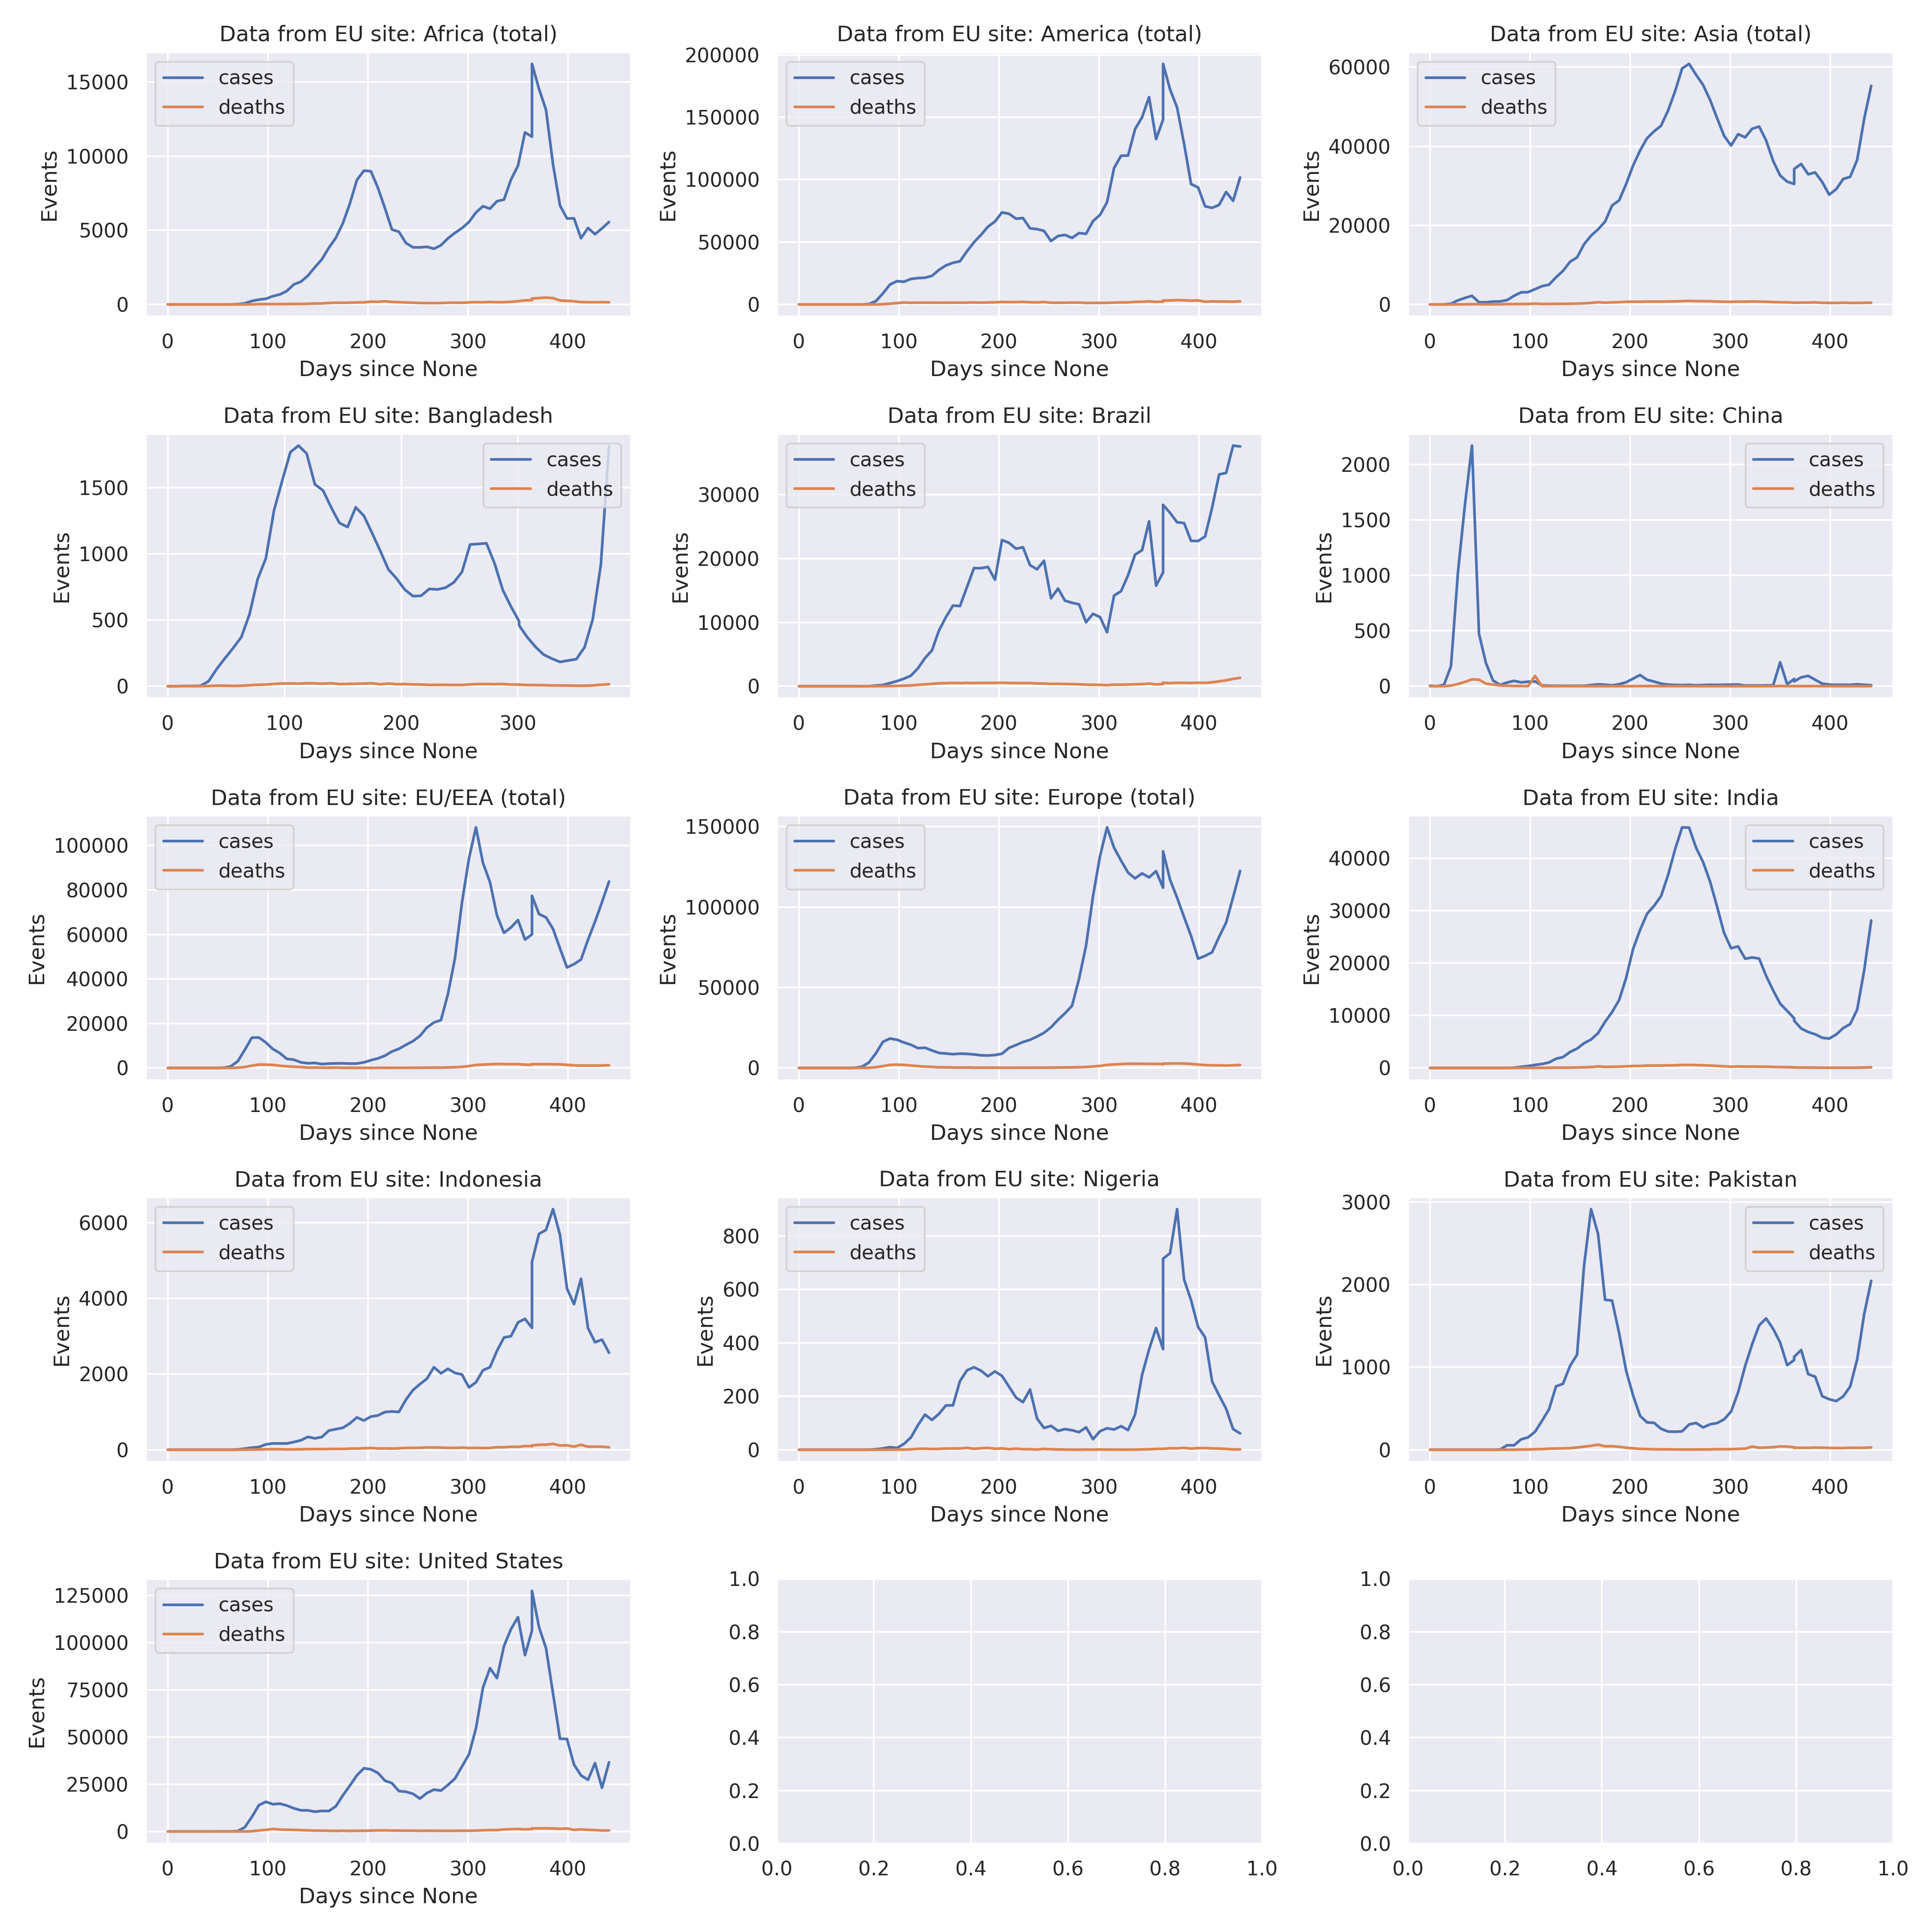 Data from EU site: Africa (total)
15000
10000
5000
0
Events
cases
deaths
0 100 200 300 400
Days since None
Data from EU site: America (total)
200000
150000
100000
50000
0
Events
cases
deaths
0 100 200 300 400
Days since None
Data from EU site: Asia (total)
60000
40000
20000
0
Events
cases
deaths
0 100 200 300 400
Days since None
Data from EU site: Bangladesh
1500
1000
500
0
Events
cases
deaths
0 100 200 300
Days since None
Data from EU site: Brazil
30000
20000
10000
0
Events
cases
deaths
0 100 200 300 400
Days since None
Data from EU site: China
2000
1500
1000
500
0
Events
cases
deaths
0 100 200 300 400
Days since None
Data from EU site: EU/EEA (total)
100000
80000
60000
40000
20000
0
Events
cases
deaths
0 100 200 300 400
Days since None
Data from EU site: Europe (total)
150000
100000
50000
0
Events
cases
deaths
0 100 200 300 400
Days since None
Data from EU site: India
40000
30000
20000
10000
0
Events
cases
deaths
0 100 200 300 400
Days since None
Data from EU site: Indonesia
6000
4000
2000
0
Events
cases
deaths
0 100 200 300 400
Days since None
Data from EU site: Nigeria
800
600
400
200
0
Events
cases
deaths
0 100 200 300 400
Days since None
Data from EU site: Pakistan
3000
2000
1000
0
Events
cases
deaths
0 100 200 300 400
Days since None
Data from EU site: United States
125000
100000
75000
50000
25000
0
Events
cases
deaths
0 100 200 300 400
Days since None
1.0
0.8
0.6
0.4
0.2
0.0
0.0 0.2 0.4 0.6 0.8 1.0
1.0
0.8
0.6
0.4
0.2
0.0
0.0 0.2 0.4 0.6 0.8 1.0